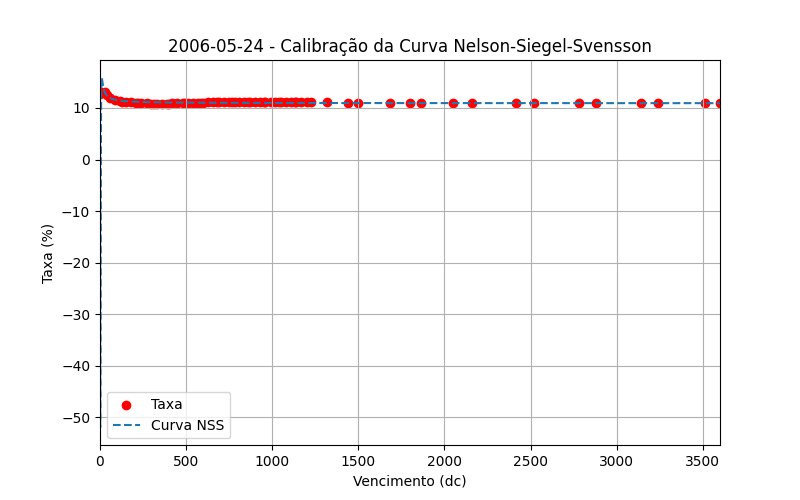 2006-05-24 - Calibração da Curva Nelson-Siegel-Svensson
Taxa (%)
10
0
−10
−20
−30
−40
−50
Taxa
Curva NSS
0 500 1000 1500 2000 2500 3000 3500
Vencimento (dc)